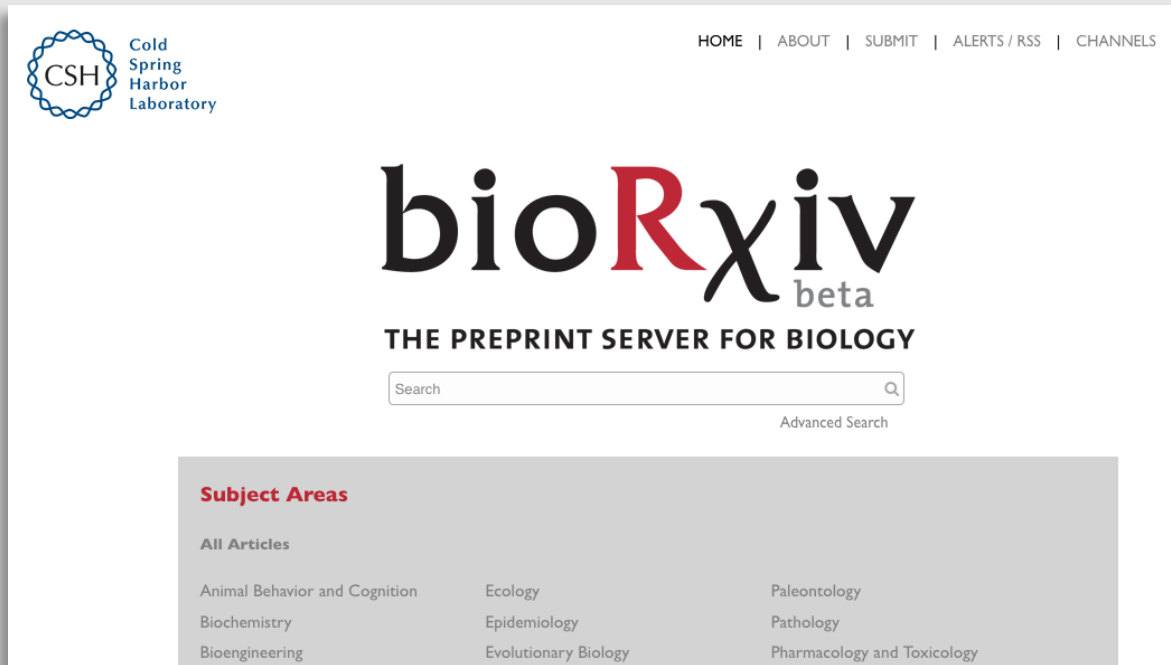 CSH
Cold
Spring
Harbor
Laboratory
HOME | ABOUT | SUBMIT | ALERTS / RSS | CHANNELS
bioRχiv
beta
THE PREPRINT SERVER FOR BIOLOGY
Search
Advanced Search
Subject Areas
All Articles
Animal Behavior and Cognition Ecology Paleontology
Biochemistry Epidemiology Pathology
Bioengineering Evolutionary Biology Pharmacology and Toxicology